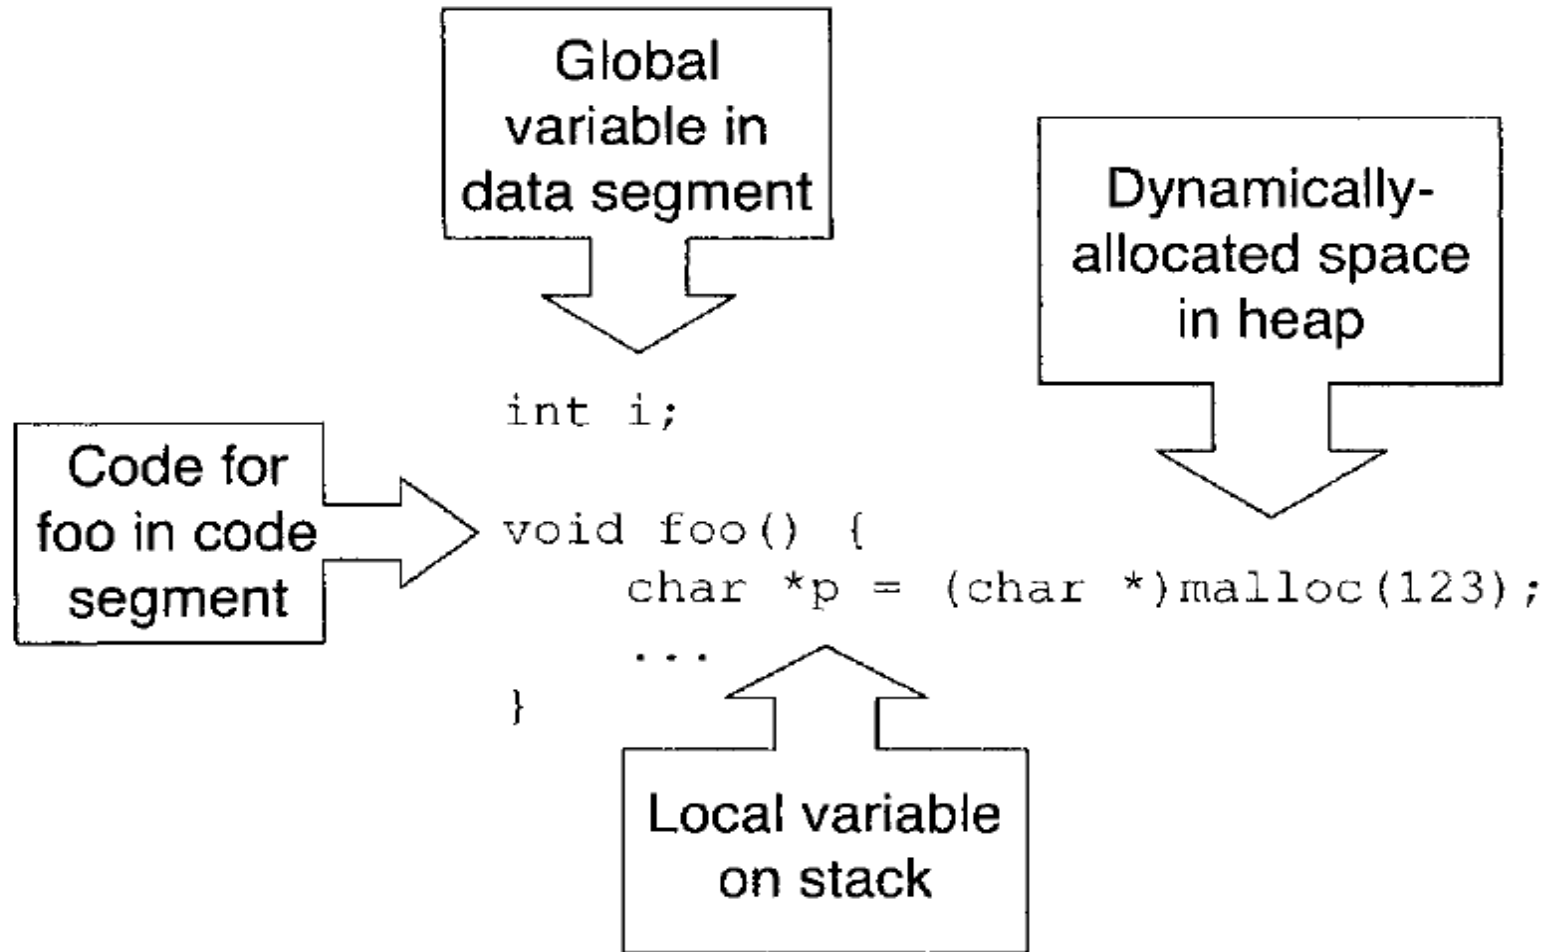 Global
variable in
data segment
Dynamically-
allocated space
in heap
int i;
Code for
foo in code
segment
void foo() {
char *p = (char *)malloc(123);
...
}
Local variable
on stack